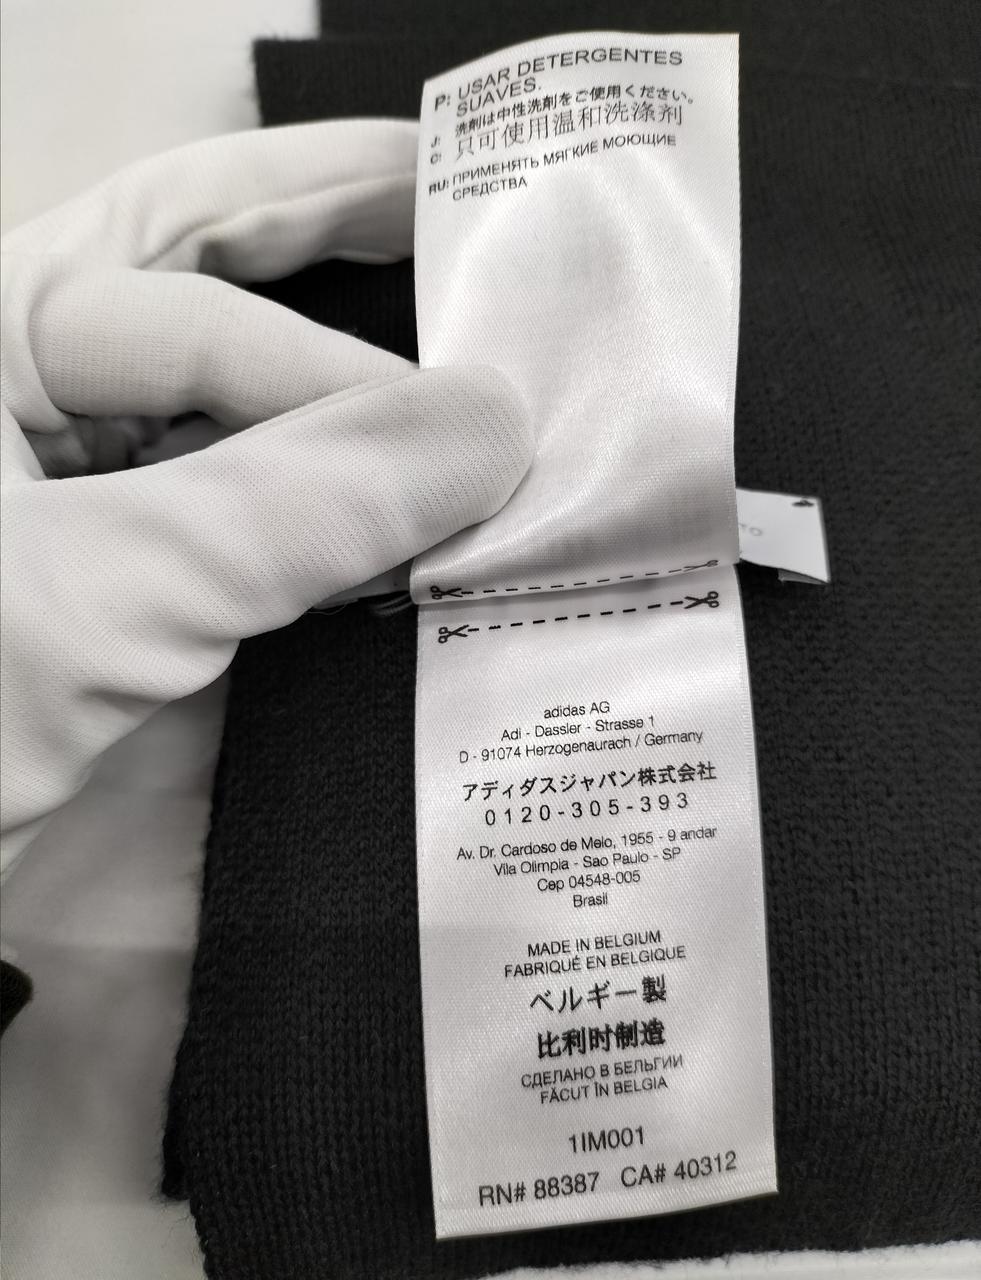 P: USAR DETERGENTES
SUAVES.
J: 洗剤は中性洗剤をご使用ください。
C: 只可使用温和洗涤剂
RU: ПРИМЕНЯТЬ МЯГКИЕ МОЮЩИЕ
СРЕДСТВА
TO
adidas AG
Adi - Dassler - Strasse 1
D - 91074 Herzogenaurach / Germany
アディダスジャパン株式会社
0120-305-393
Av. Dr. Cardoso de Melo, 1955 - 9 andar
Vila Olimpia - Sao Paulo - SP
Cep 04548-005
Brasil
MADE IN BELGIUM
FABRIQUÉ EN BELGIQUE
ベルギー製
比利时制造
СДЕЛАНО В БЕЛЬГИИ
FĂCUT ÎN BELGIA
1IM001
RN# 88387 CA# 40312